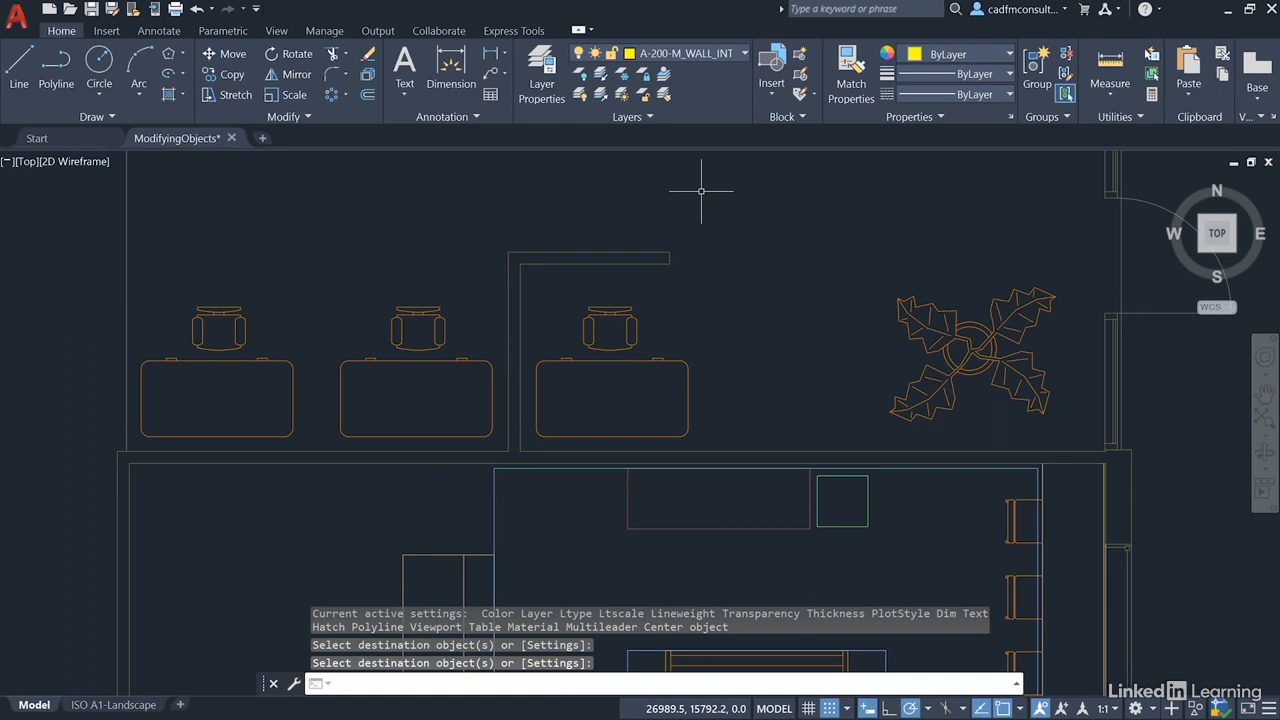 Type a keyword or phrase
cadfmconsult...
Home
Insert
Annotate
Parametric
View
Manage
Output
Collaborate
Express Tools
Line
Polyline
Circle
Arc
Draw
Move
Rotate
Copy
Mirror
Stretch
Scale
Modify
Text
Dimension
Annotation
Layer
Properties
A-200-M_WALL_INT
Layers
Insert
Block
Match
Properties
ByLayer
ByLayer
ByLayer
Properties
Group
Groups
Measure
Utilities
Paste
Clipboard
Base
V...
Start
ModifyingObjects*
[−][Top][2D Wireframe]
N
W
TOP
E
S
WCS
Current active settings: Color Layer Ltype Ltscale Lineweight Transparency Thickness PlotStyle Dim Text
Hatch Polyline Viewport Table Material Multileader Center object
Select destination object(s) or [Settings]:
Select destination object(s) or [Settings]:
Linked in Learning
Model
ISO A1-Landscape
26989.5, 15792.2, 0.0
MODEL
1:1